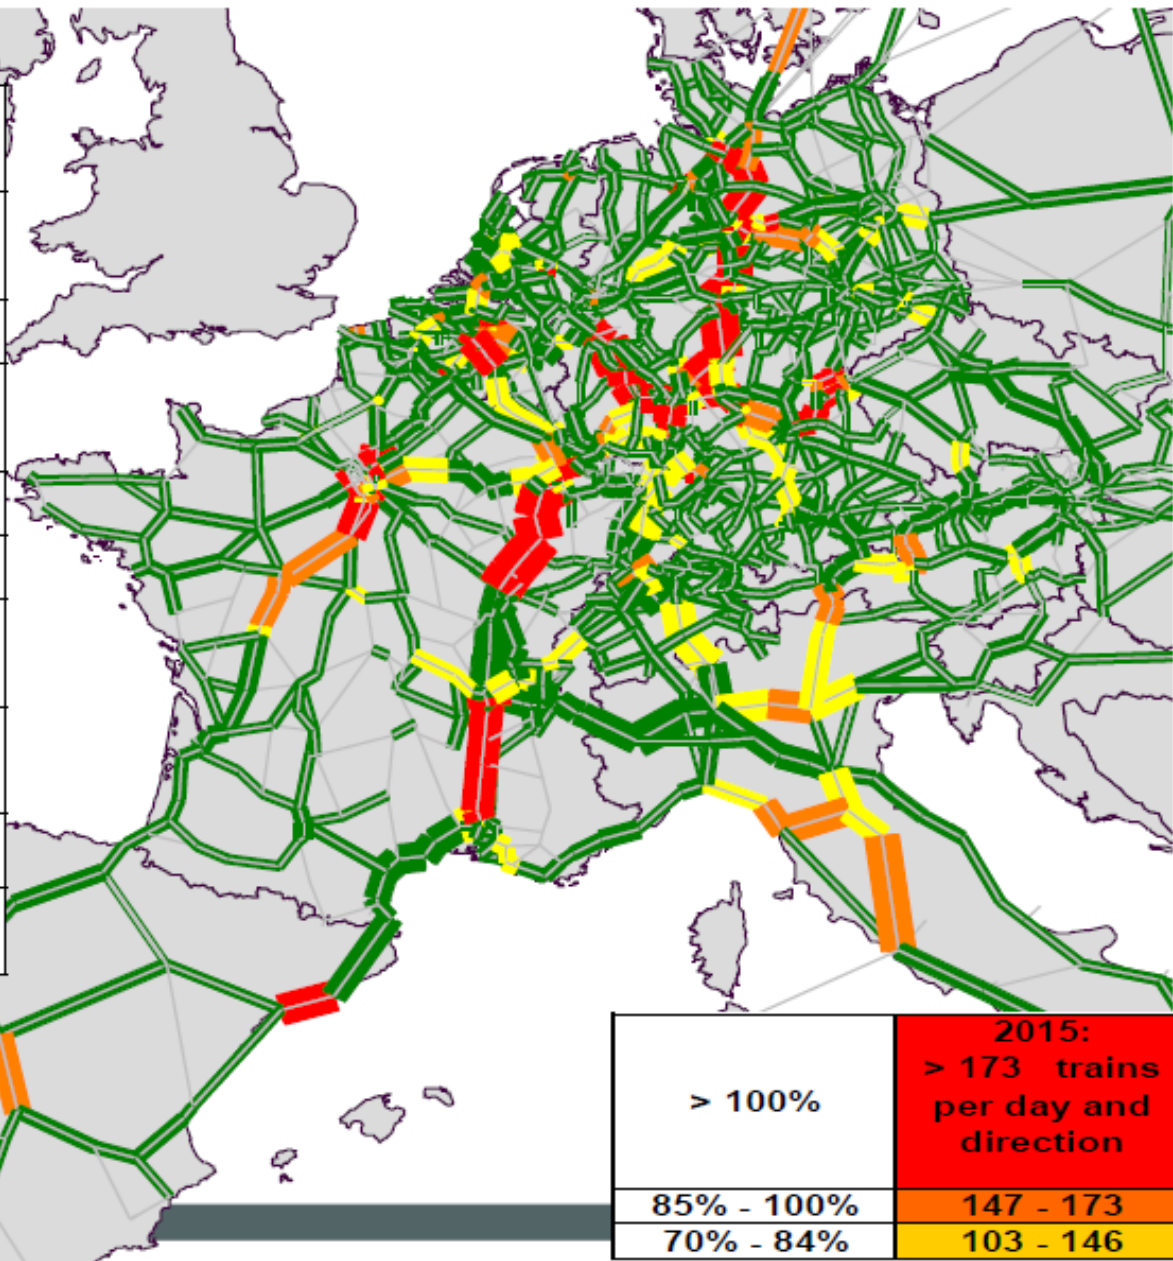 2015:
> 173 trains
per day and
direction
> 100%
85% - 100% 147 - 173
70% - 84% 103 - 146